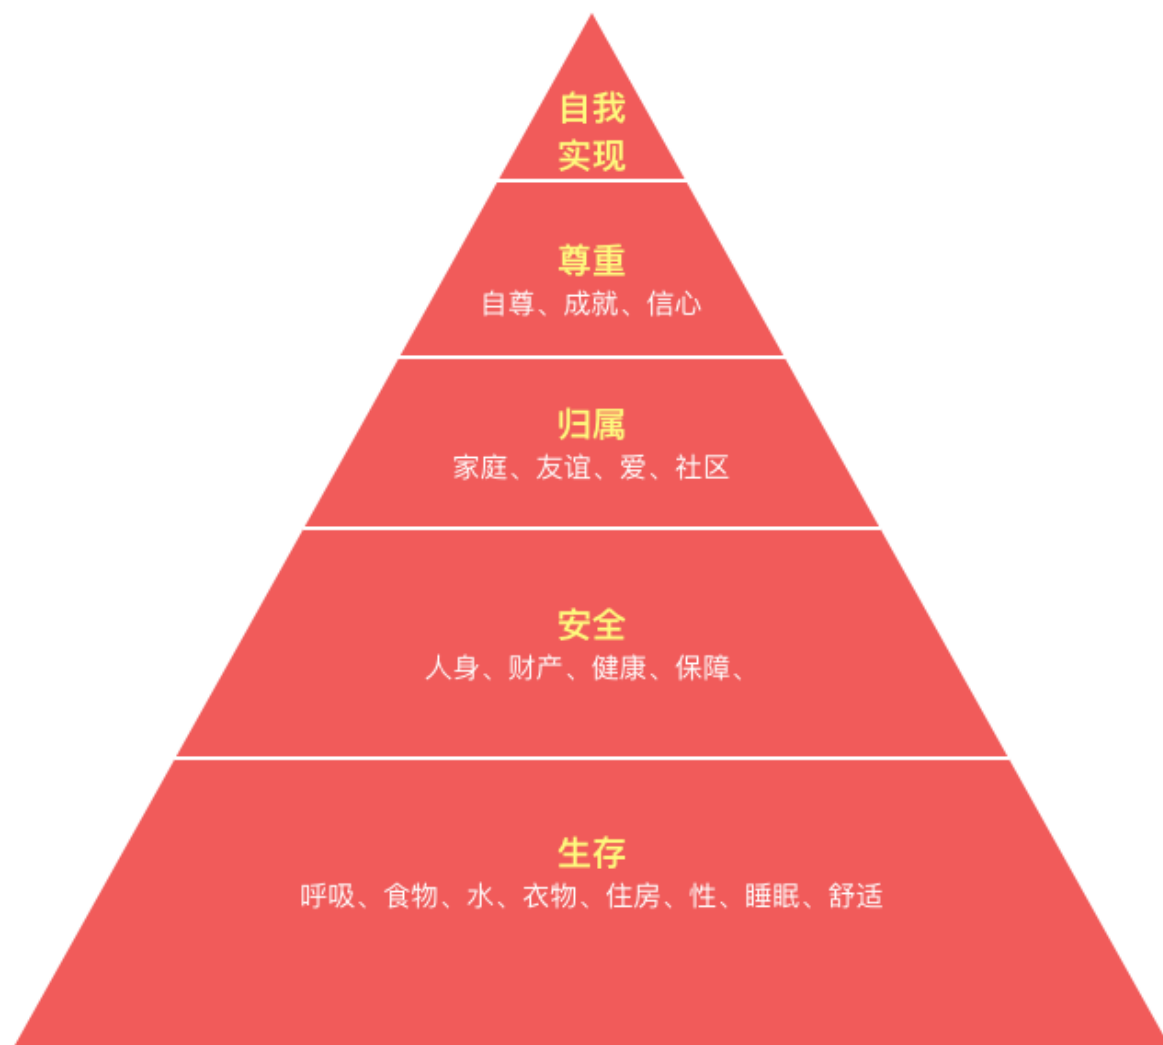 自我
实现
尊重
自尊、成就、信心
归属
家庭、友谊、爱、社区
安全
人身、财产、健康、保障、
生存
呼吸、食物、水、衣物、住房、性、睡眠、舒适